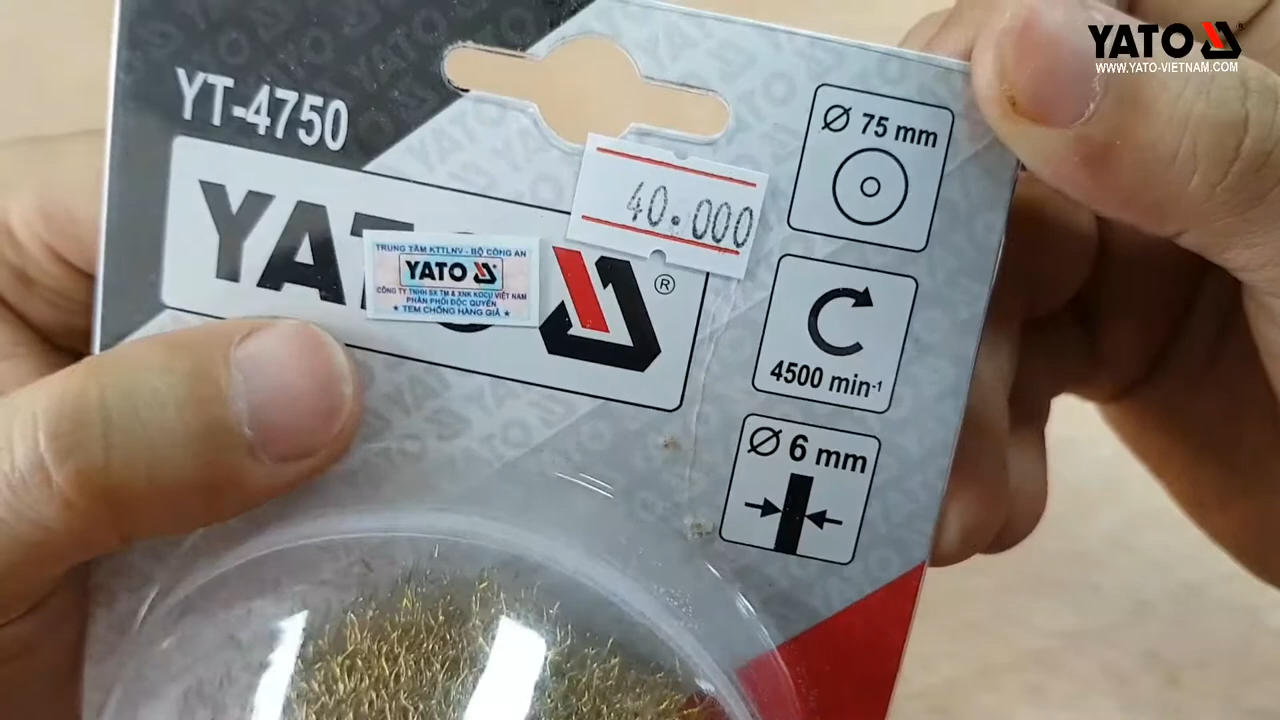 YATO
WWW.YATO-VIETNAM.COM
YT-4750
Ø 75 mm
40.000
YATO ®
TRUNG TÂM KTTLNV - BỘ CÔNG AN
YATO
CÔNG TY TNHH SX TM & XNK KOCU VIỆT NAM
PHÂN PHỐI ĐỘC QUYỀN
★ TEM CHỐNG HÀNG GIẢ ★
4500 min-1
Ø 6 mm